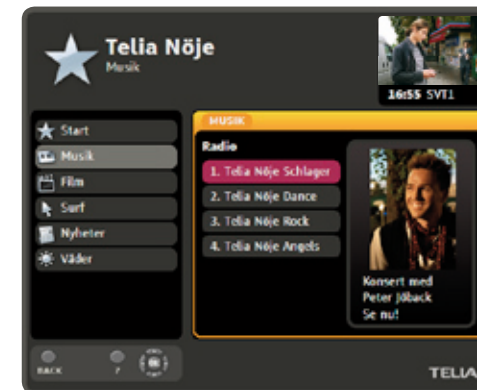 Telia Nöje
Musik
16:55 SVT1
Start
Musik
Film
Surf
Nyheter
Väder
MUSIK
Radio
1. Telia Nöje Schlager
2. Telia Nöje Dance
3. Telia Nöje Rock
4. Telia Nöje Angels
Konsert med
Peter Jöback
Se nu!
BACK
?
OK
TELIA